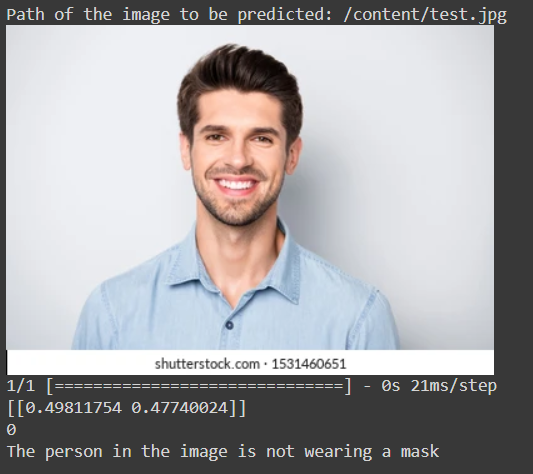 Path of the image to be predicted: /content/test.jpg
shutterstock.com · 1531460651
1/1 [==============================] - 0s 21ms/step
[[0.49811754 0.47740024]]
0
The person in the image is not wearing a mask